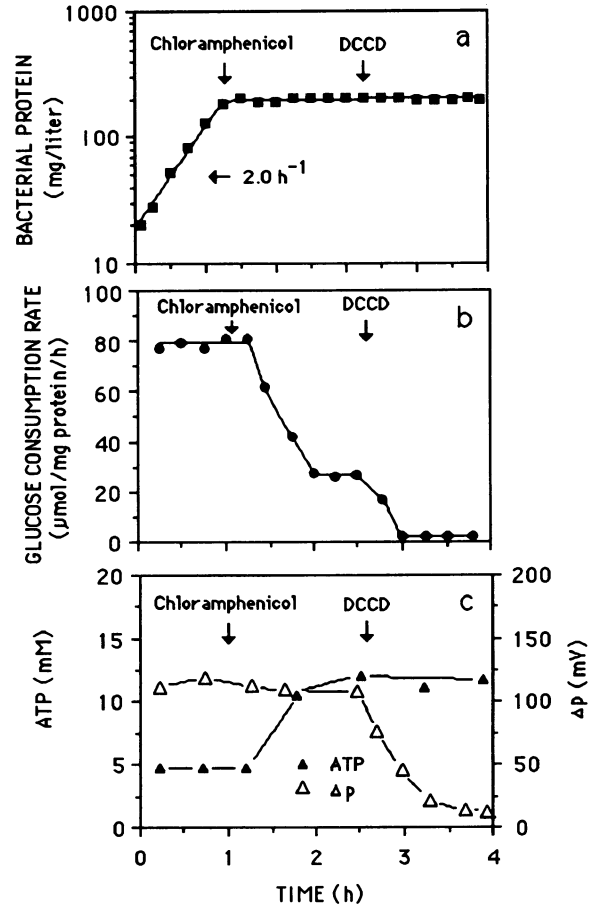 1000
Chloramphenicol DCCD a
100
2.0 h⁻¹
10
BACTERIAL PROTEIN
(mg/liter)
100
Chloramphenicol DCCD b
80
60
40
20
0
GLUCOSE CONSUMPTION RATE
(µmol/mg protein/h)
20 200
Chloramphenicol DCCD c
15 150
10 100
5 50
0 0
ATP
Δp
ATP (mM)
Δp (mV)
0 1 2 3 4
TIME (h)